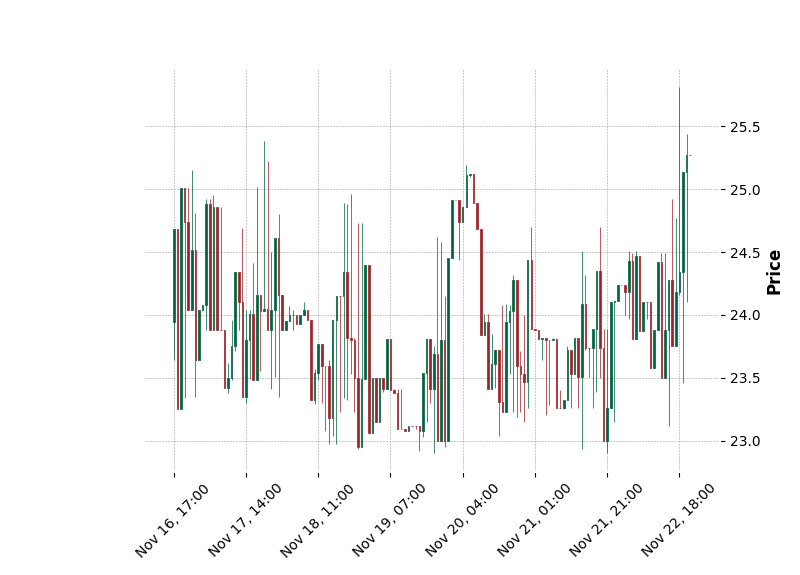 25.5
25.0
24.5
24.0
23.5
23.0
Price
Nov 16, 17:00
Nov 17, 14:00
Nov 18, 11:00
Nov 19, 07:00
Nov 20, 04:00
Nov 21, 01:00
Nov 21, 21:00
Nov 22, 18:00